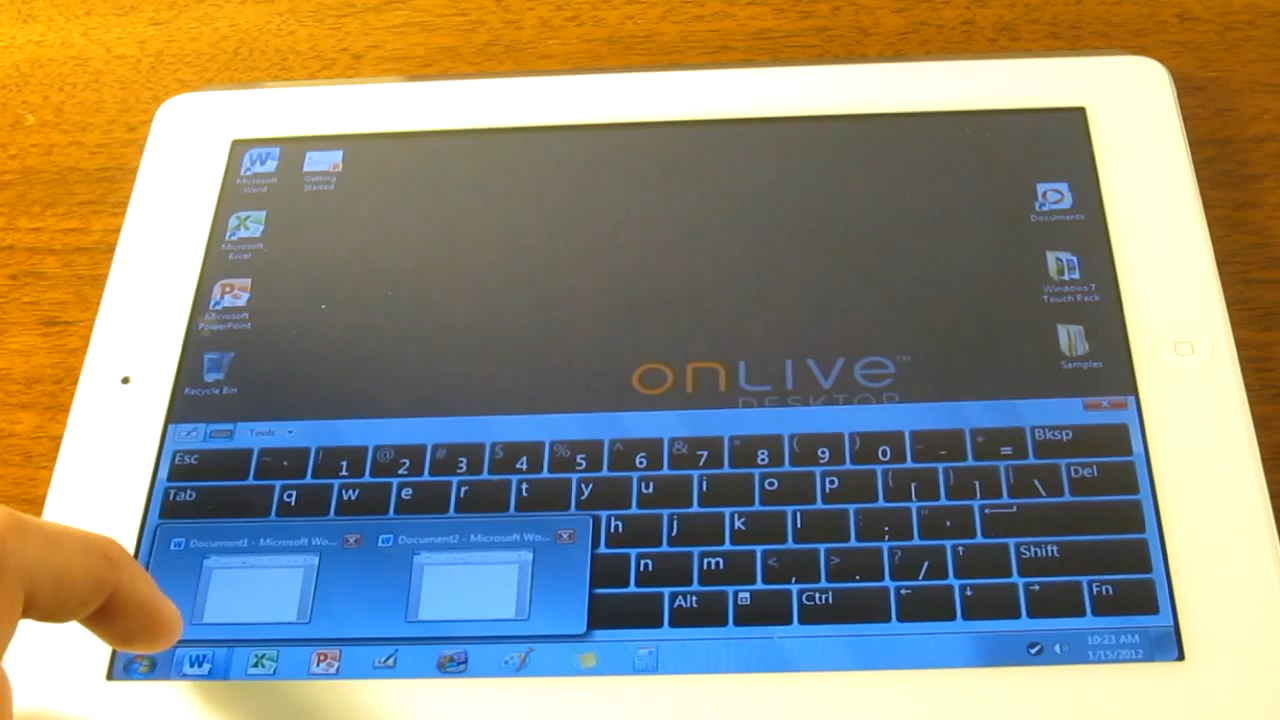 Microsoft Word
Getting Started
Microsoft Excel
Microsoft PowerPoint
Recycle Bin
Documents
Windows 7 Touch Pack
Samples
onLIVE™
DESKTOP
Tools
Esc ~ ` ! 1 @ 2 # 3 $ 4 % 5 ^ 6 & 7 * 8 ( 9 ) 0 _ - + = Bksp
Tab q w e r t y u i o p { [ } ] | \ Del
h j k l : ; " '
n m < , > . ? / ↑ Shift
Alt Ctrl ← ↓ → Fn
Document1 - Microsoft Wo...
Document2 - Microsoft Wo...
10:23 AM
1/15/2012